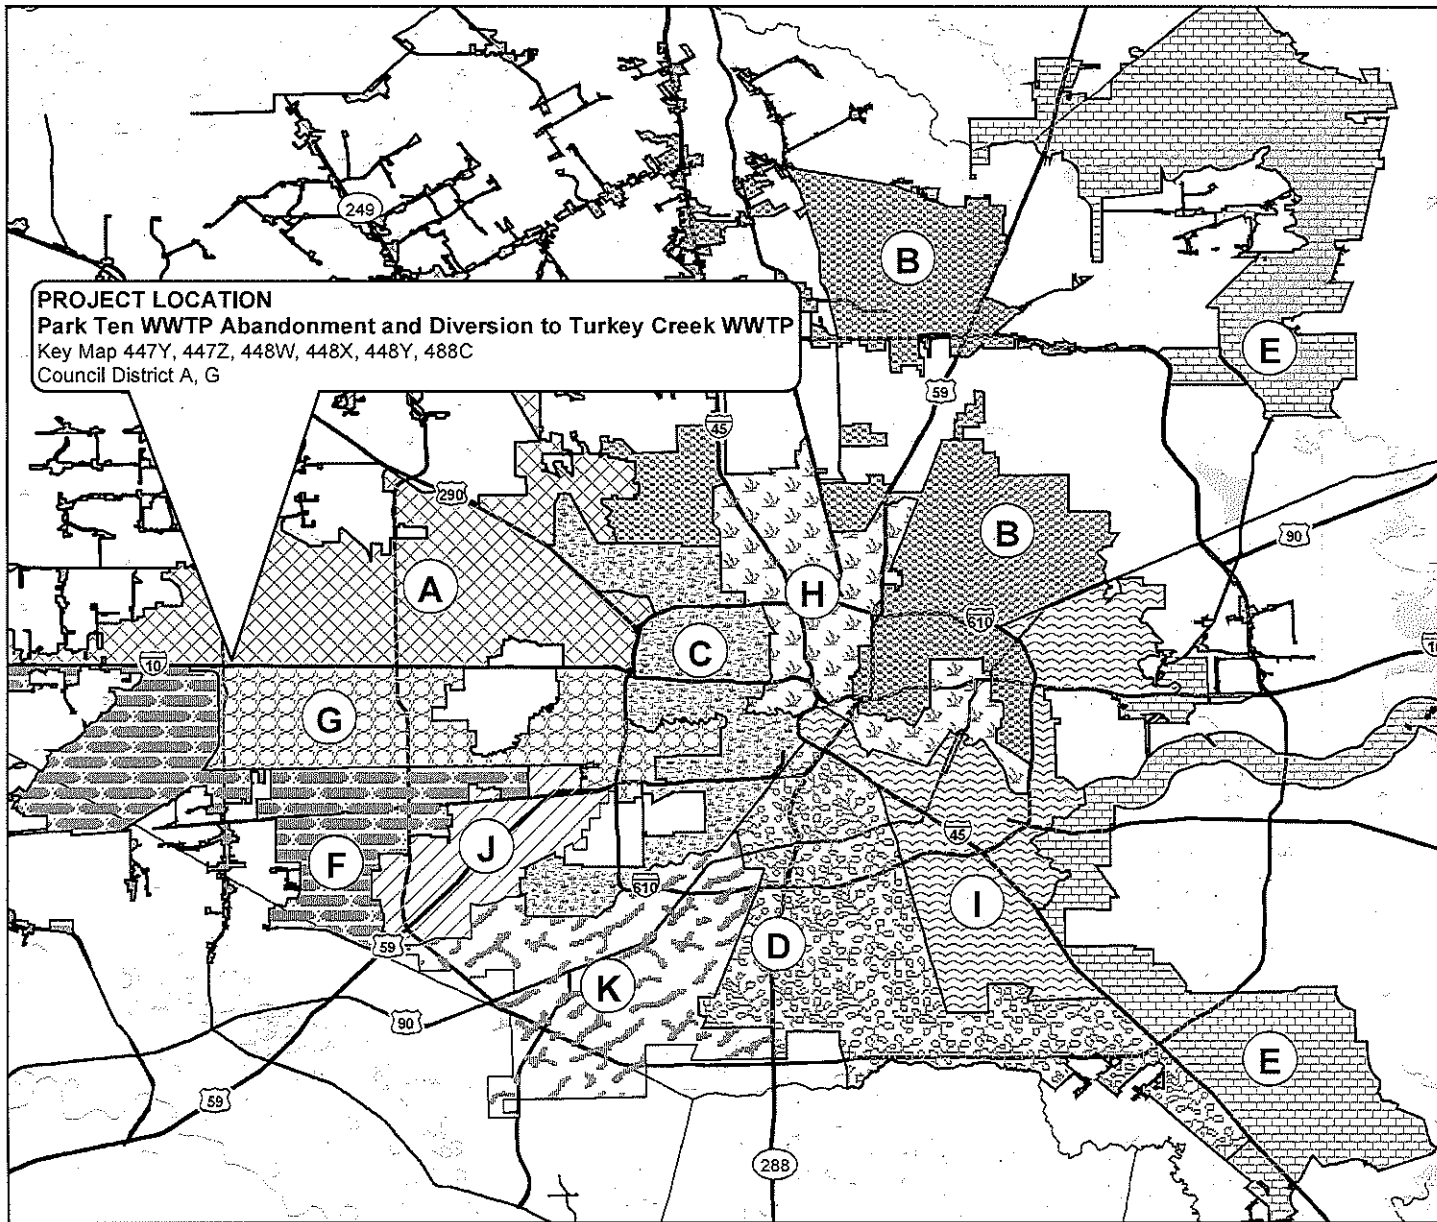 249
B
PROJECT LOCATION
Park Ten WWTP Abandonment and Diversion to Turkey Creek WWTP
Key Map 447Y, 447Z, 448W, 448X, 448Y, 488C
Council District A, G
E
59
45
290
B
90
A
H
610
C
10
G
45
J
F
610
I
59
D
K
90
E
59
288